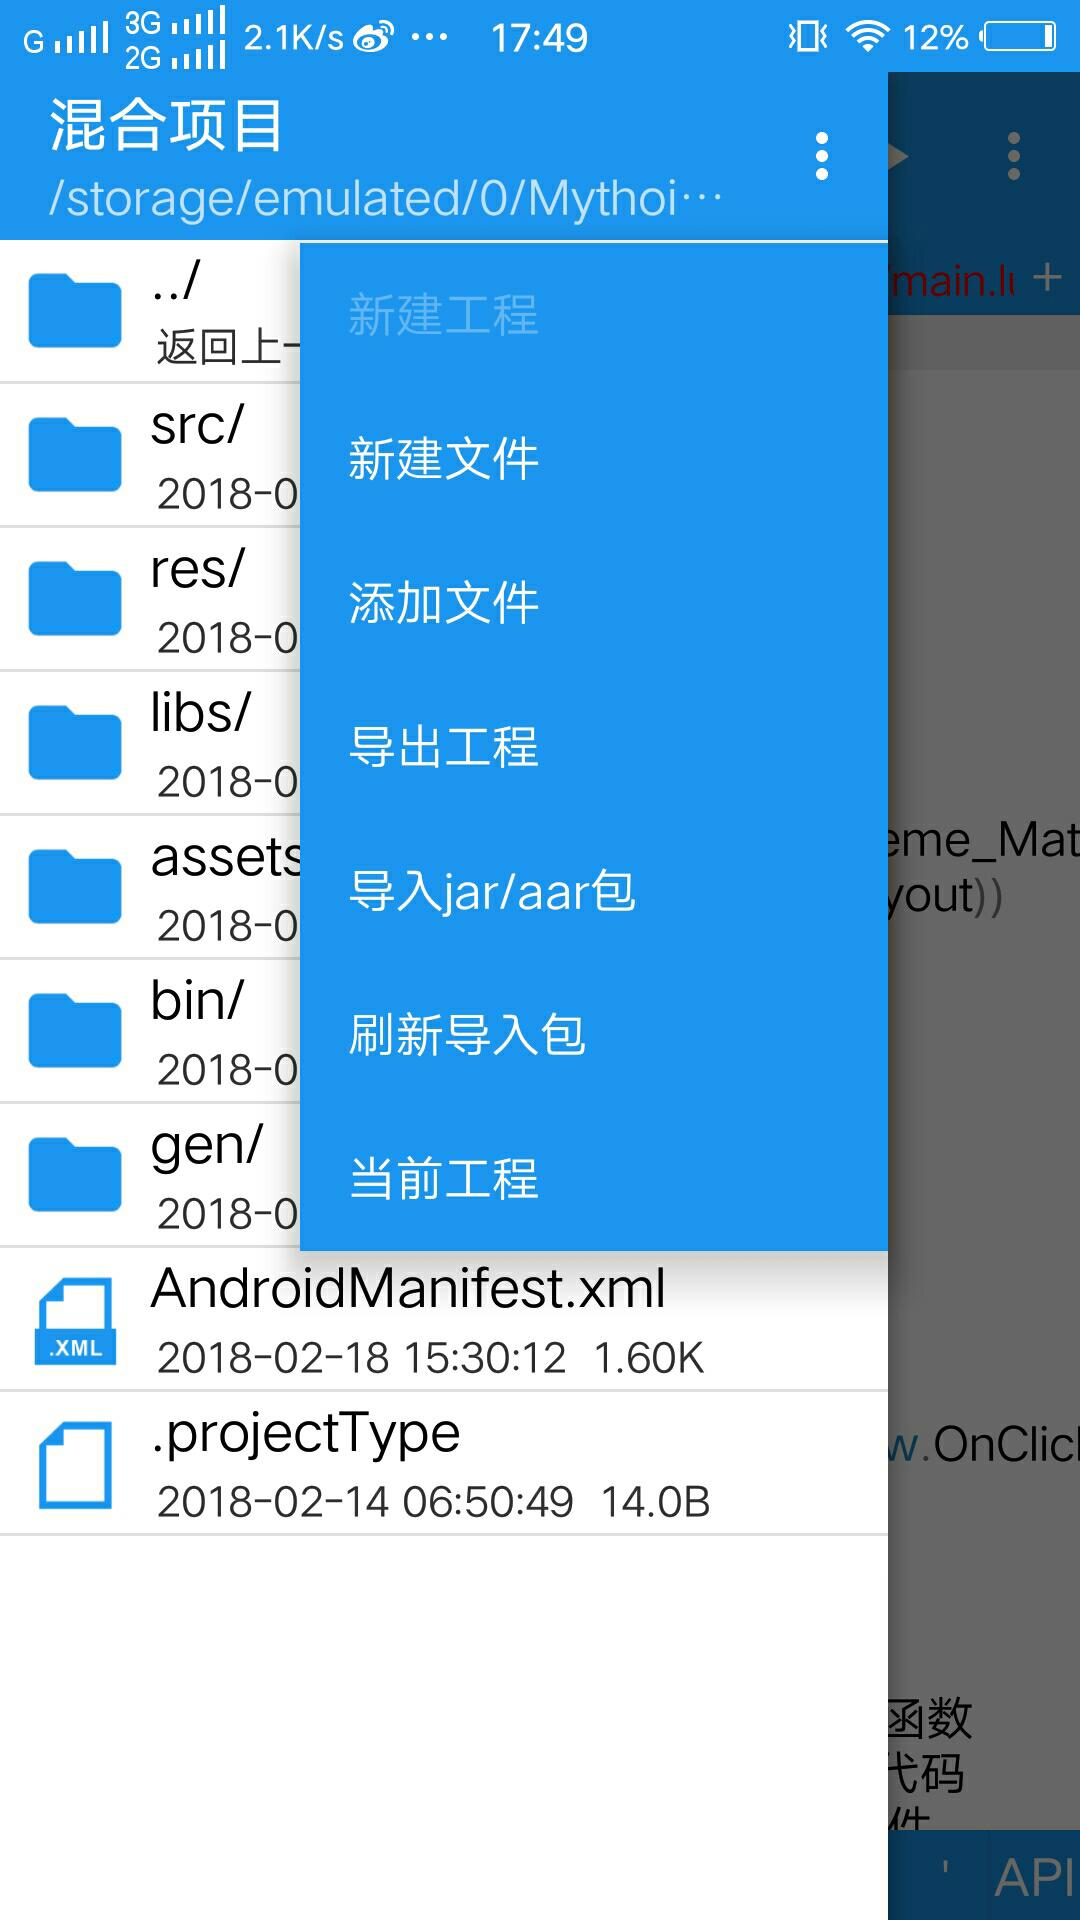 G 3G 2G 2.1K/s ··· 17:49 12%
混合项目
/storage/emulated/0/Mythoi···
/main.lu +
../
返回上一
src/
2018-0
res/
2018-0
libs/
2018-0
assets
2018-0
bin/
2018-0
gen/
2018-0
新建工程
新建文件
添加文件
导出工程
导入jar/aar包
刷新导入包
当前工程
AndroidManifest.xml
.XML
2018-02-18 15:30:12 1.60K
.projectType
2018-02-14 06:50:49 14.0B
eme_Mat
yout))
w.OnClick
函数
代码
件
' API